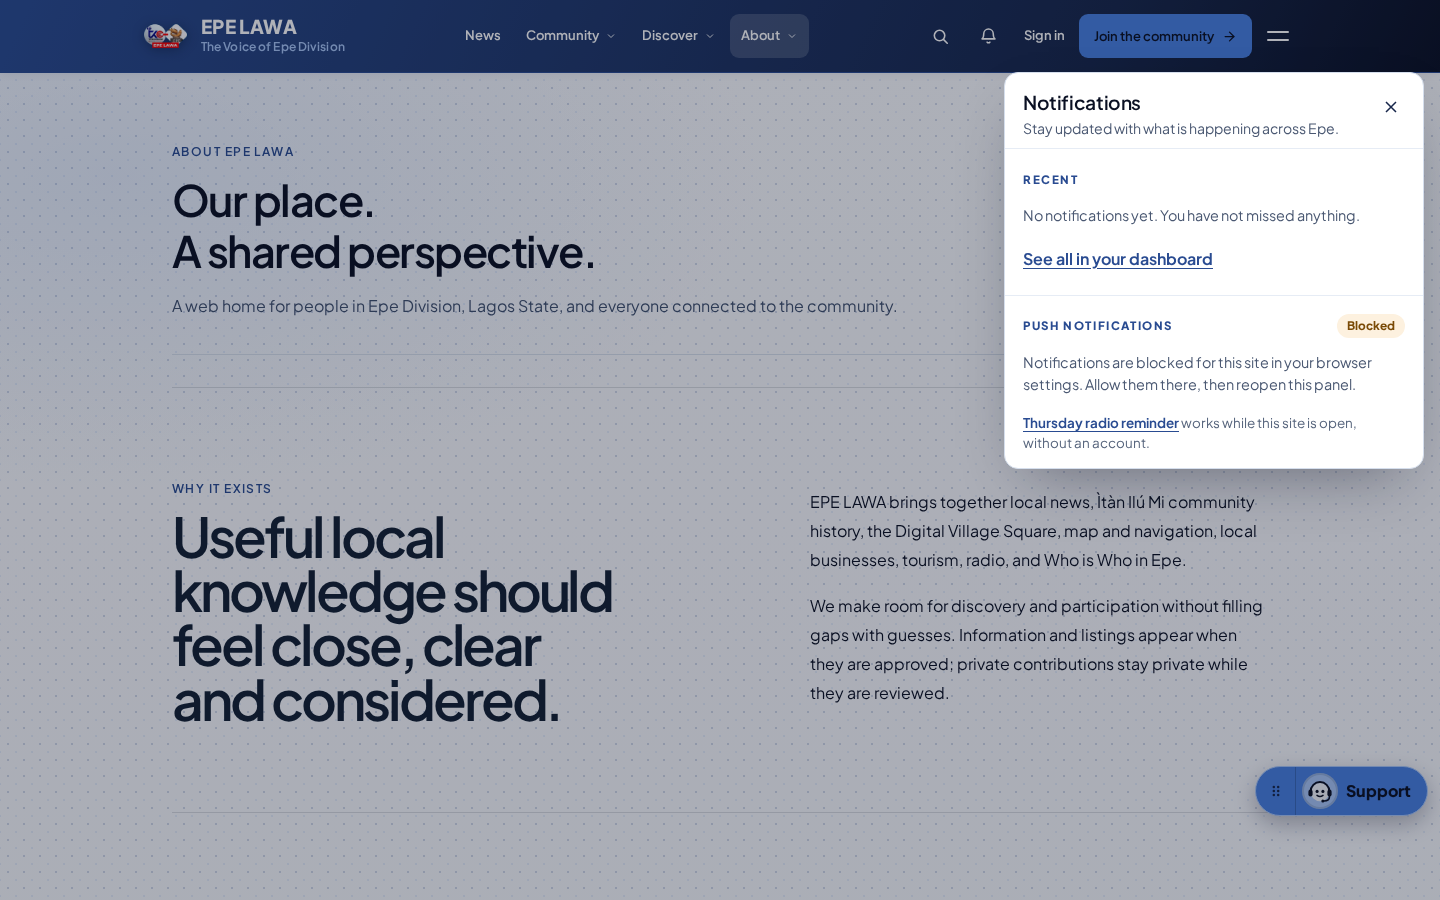 EPE LAWA
The Voice of Epe Division
News
Community
Discover
About
Sign in
Join the community
Notifications
Stay updated with what is happening across Epe.
RECENT
No notifications yet. You have not missed anything.
See all in your dashboard
PUSH NOTIFICATIONS
Blocked
Notifications are blocked for this site in your browser
settings. Allow them there, then reopen this panel.
Thursday radio reminder works while this site is open,
without an account.
ABOUT EPE LAWA
Our place.
A shared perspective.
A web home for people in Epe Division, Lagos State, and everyone connected to the community.
WHY IT EXISTS
Useful local
knowledge should
feel close, clear
and considered.
EPE LAWA brings together local news, Ìtàn Ilú Mi community
history, the Digital Village Square, map and navigation, local
businesses, tourism, radio, and Who is Who in Epe.
We make room for discovery and participation without filling
gaps with guesses. Information and listings appear when
they are approved; private contributions stay private while
they are reviewed.
Support